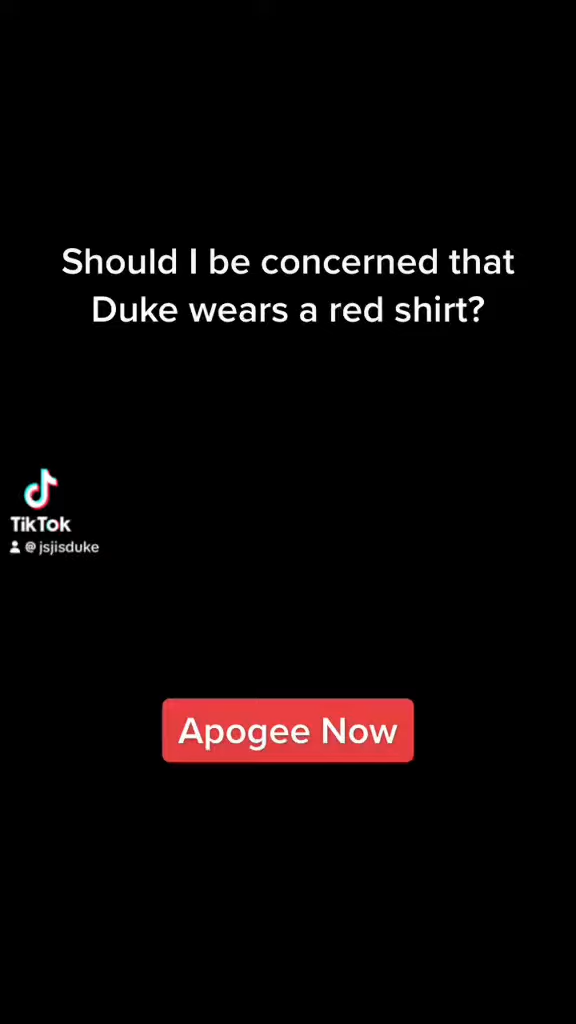 Should I be concerned that
Duke wears a red shirt?
TikTok
@jsjisduke
Apogee Now